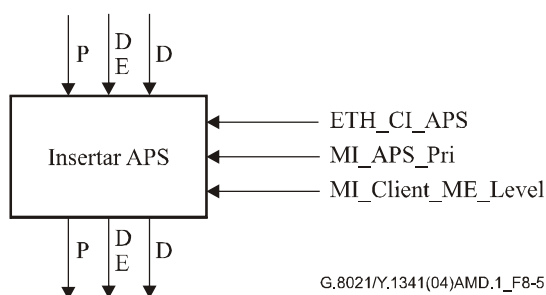 P
D
E
D
ETH_CI_APS
Insertar APS
MI_APS_Pri
MI_Client_ME_Level
P
D
E
D
G.8021/Y.1341(04)AMD.1_F8-5